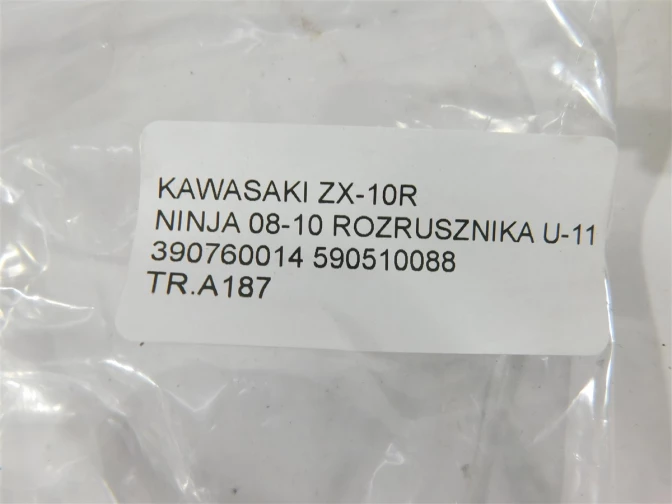 KAWASAKI ZX-10R
NINJA 08-10 ROZRUSZNIKA U-11
390760014 590510088
TR.A187